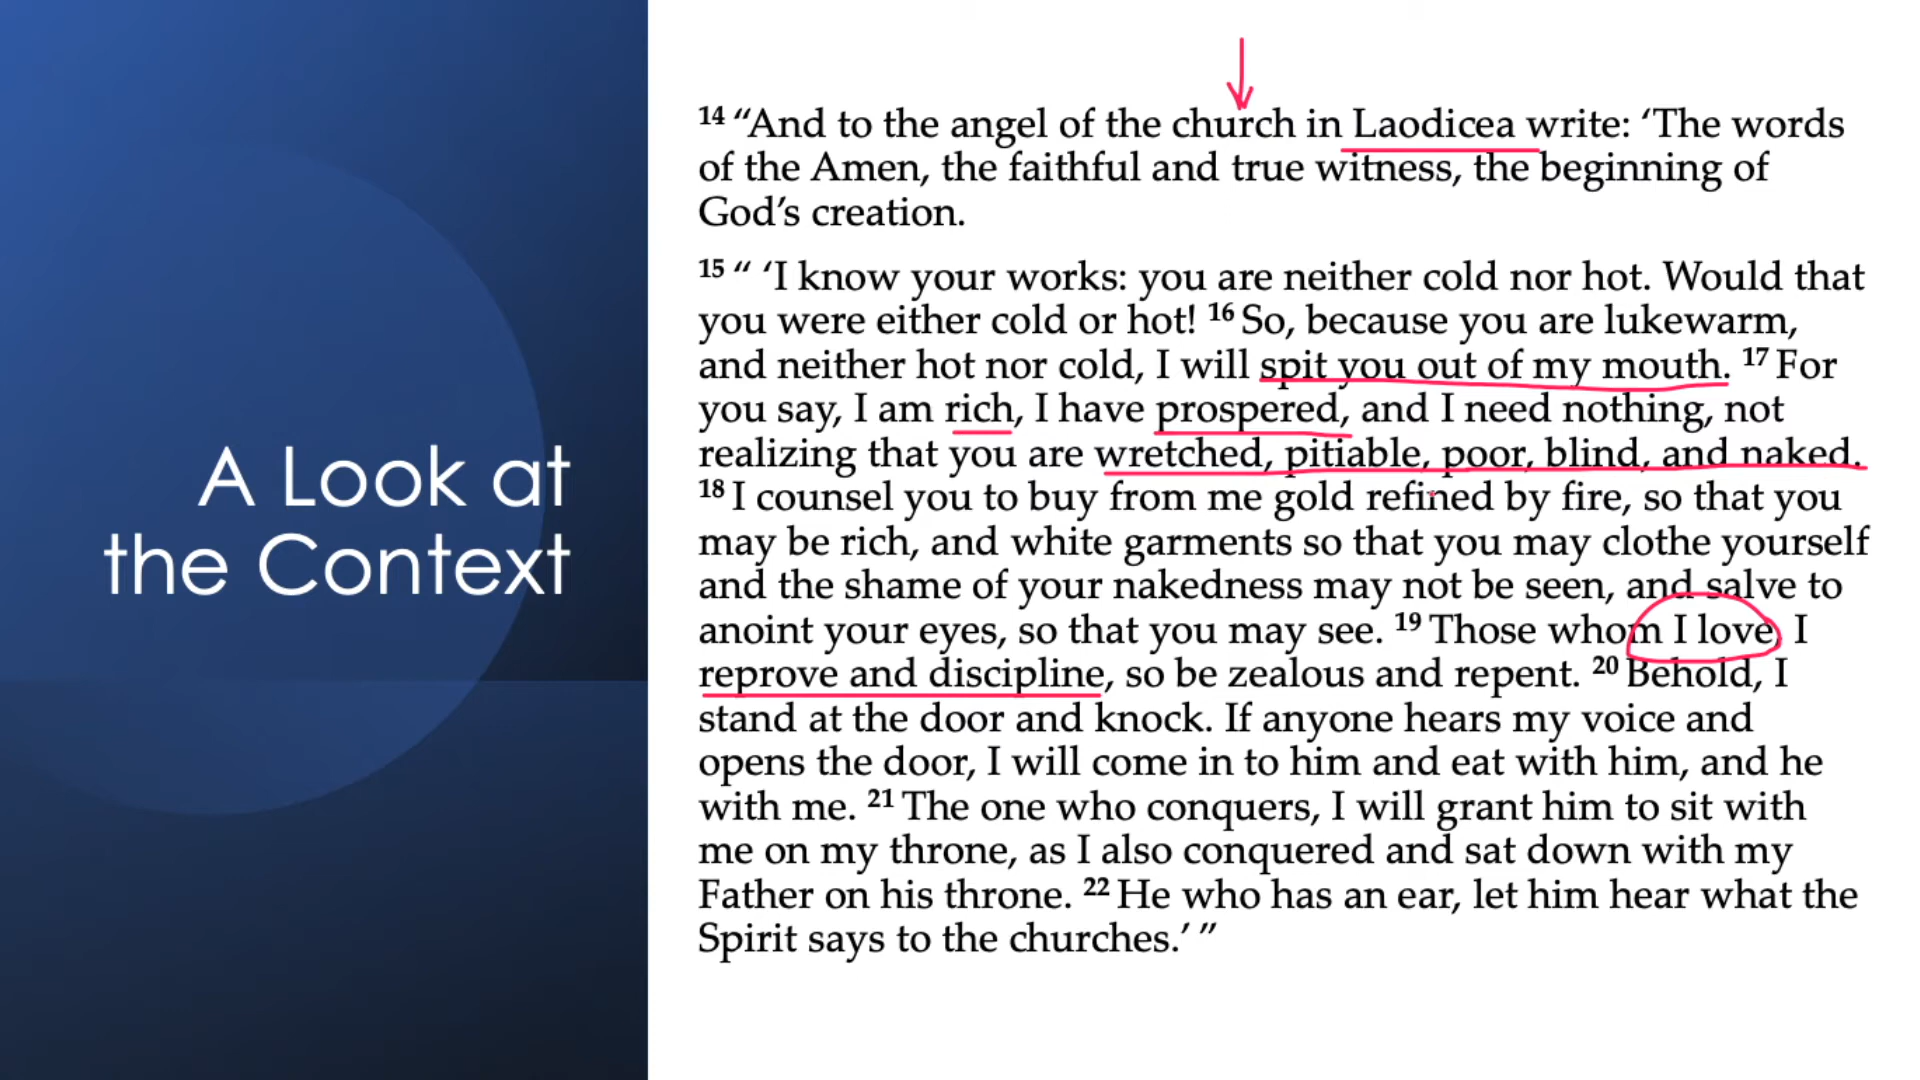 A Look at
the Context
14 “And to the angel of the church in Laodicea write: ‘The words
of the Amen, the faithful and true witness, the beginning of
God’s creation.
15 “ ‘I know your works: you are neither cold nor hot. Would that
you were either cold or hot! 16 So, because you are lukewarm,
and neither hot nor cold, I will spit you out of my mouth. 17 For
you say, I am rich, I have prospered, and I need nothing, not
realizing that you are wretched, pitiable, poor, blind, and naked.
18 I counsel you to buy from me gold refined by fire, so that you
may be rich, and white garments so that you may clothe yourself
and the shame of your nakedness may not be seen, and salve to
anoint your eyes, so that you may see. 19 Those whom I love, I
reprove and discipline, so be zealous and repent. 20 Behold, I
stand at the door and knock. If anyone hears my voice and
opens the door, I will come in to him and eat with him, and he
with me. 21 The one who conquers, I will grant him to sit with
me on my throne, as I also conquered and sat down with my
Father on his throne. 22 He who has an ear, let him hear what the
Spirit says to the churches.’ ”